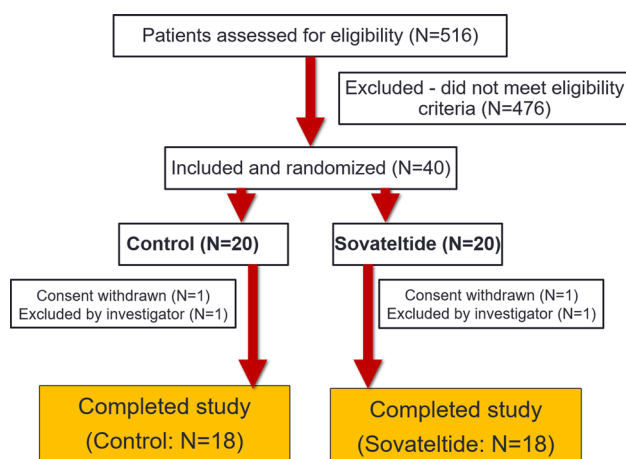 Patients assessed for eligibility (N=516)
Excluded - did not meet eligibility
criteria (N=476)
Included and randomized (N=40)
Control (N=20)
Sovateltide (N=20)
Consent withdrawn (N=1)
Excluded by investigator (N=1)
Consent withdrawn (N=1)
Excluded by investigator (N=1)
Completed study
(Control: N=18)
Completed study
(Sovateltide: N=18)